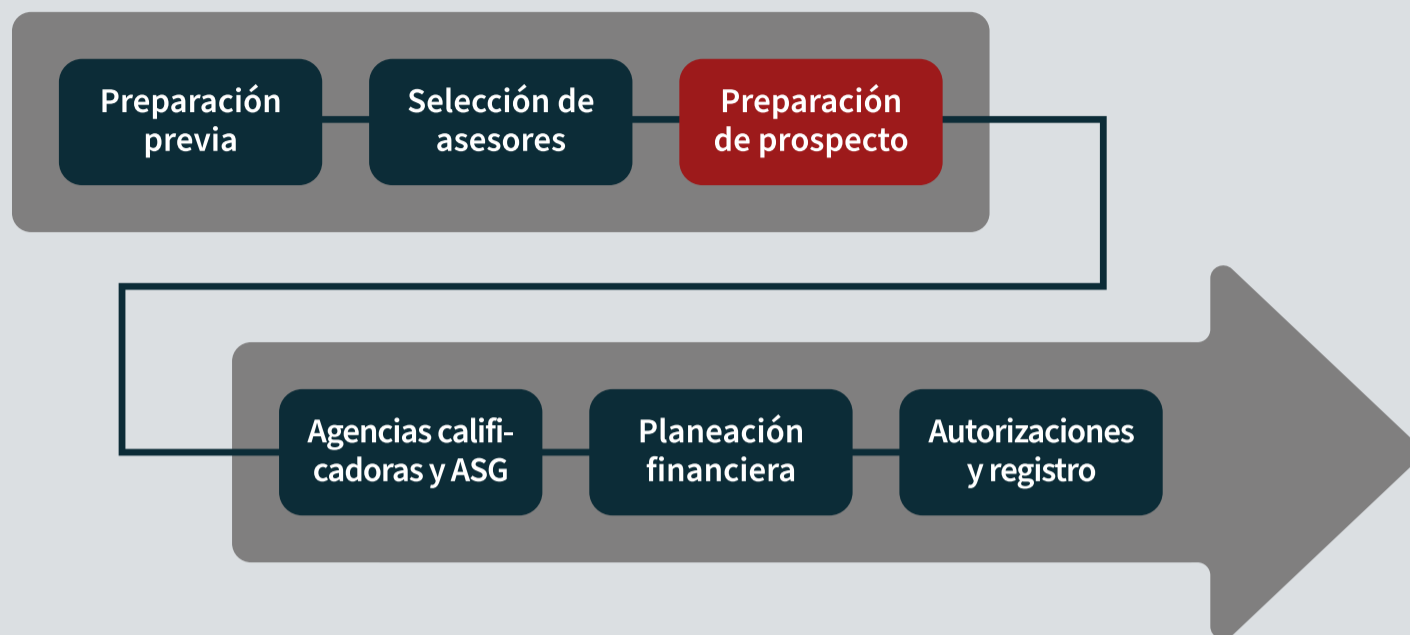 Preparación
previa
Selección de
asesores
Preparación
de prospecto
Agencias califi-
cadoras y ASG
Planeación
financiera
Autorizaciones
y registro